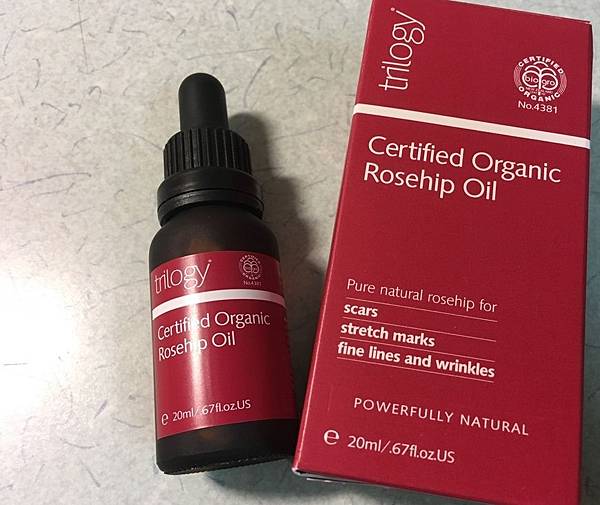 trilogy
CERTIFIED
No.4381
Certified Organic
Rosehip Oil
e 20ml/.67fl.oz.US
trilogy®
CERTIFIED
bio gro
ORGANIC
No.4381
Certified Organic
Rosehip Oil
Pure natural rosehip for
scars
stretch marks
fine lines and wrinkles
POWERFULLY NATURAL
e 20ml/.67fl.oz.US